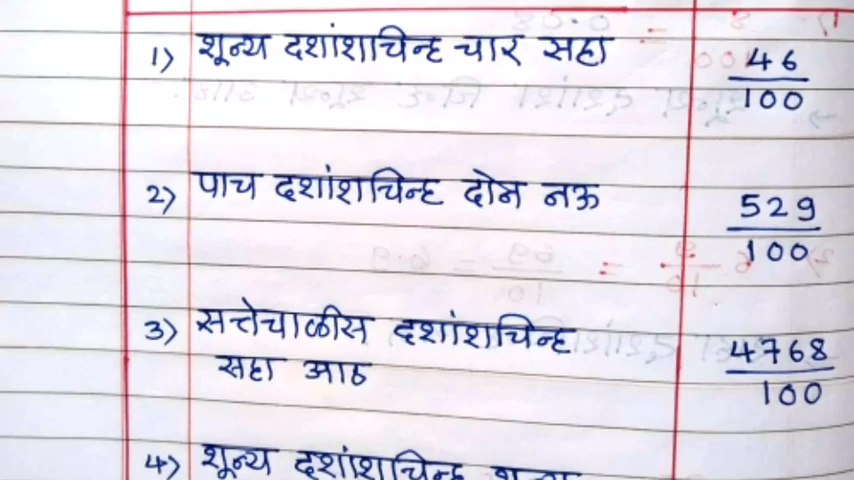 1) शून्य दशांशचिन्ह चार सहा 46/100
2) पाच दशांशचिन्ह दोन नऊ 529/100
3) सत्तेचाळीस दशांशचिन्ह 4768/100
सहा आठ
4) शून्य दशांशचिन्ह